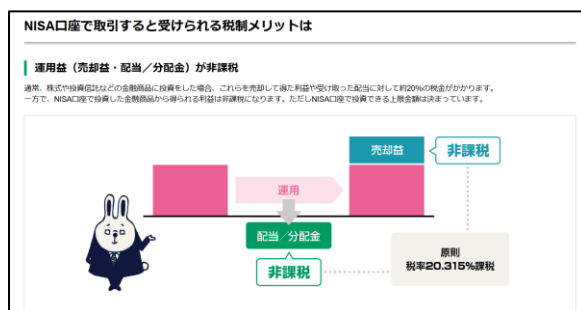 NISA口座で取引すると受けられる税制メリットは
運用益（売却益・配当／分配金）が非課税
通常、株式や投資信託などの金融商品に投資をした場合、これらを売却して得た利益や受け取った配当に対して約20%の税金がかかります。
一方で、NISA口座で投資した金融商品から得られる利益は非課税になります。ただしNISA口座で投資できる上限金額は決まっています。
売却益
非課税
運用
配当／分配金
非課税
原則
税率20.315%課税